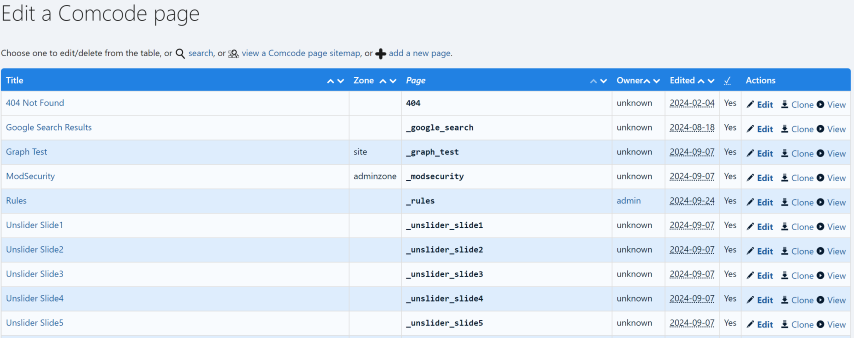 Edit a Comcode page
Choose one to edit/delete from the table, or search, or view a Comcode page sitemap, or add a new page.
Title Zone Page Owner Edited ✓ Actions
404 Not Found 404 unknown 2024-02-04 Yes Edit Clone View
Google Search Results _google_search unknown 2024-08-18 Yes Edit Clone View
Graph Test site _graph_test unknown 2024-09-07 Yes Edit Clone View
ModSecurity adminzone _modsecurity unknown 2024-09-07 Yes Edit Clone View
Rules _rules admin 2024-09-24 Yes Edit Clone View
Unslider Slide1 _unslider_slide1 unknown 2024-09-07 Yes Edit Clone View
Unslider Slide2 _unslider_slide2 unknown 2024-09-07 Yes Edit Clone View
Unslider Slide3 _unslider_slide3 unknown 2024-09-07 Yes Edit Clone View
Unslider Slide4 _unslider_slide4 unknown 2024-09-07 Yes Edit Clone View
Unslider Slide5 _unslider_slide5 unknown 2024-09-07 Yes Edit Clone View